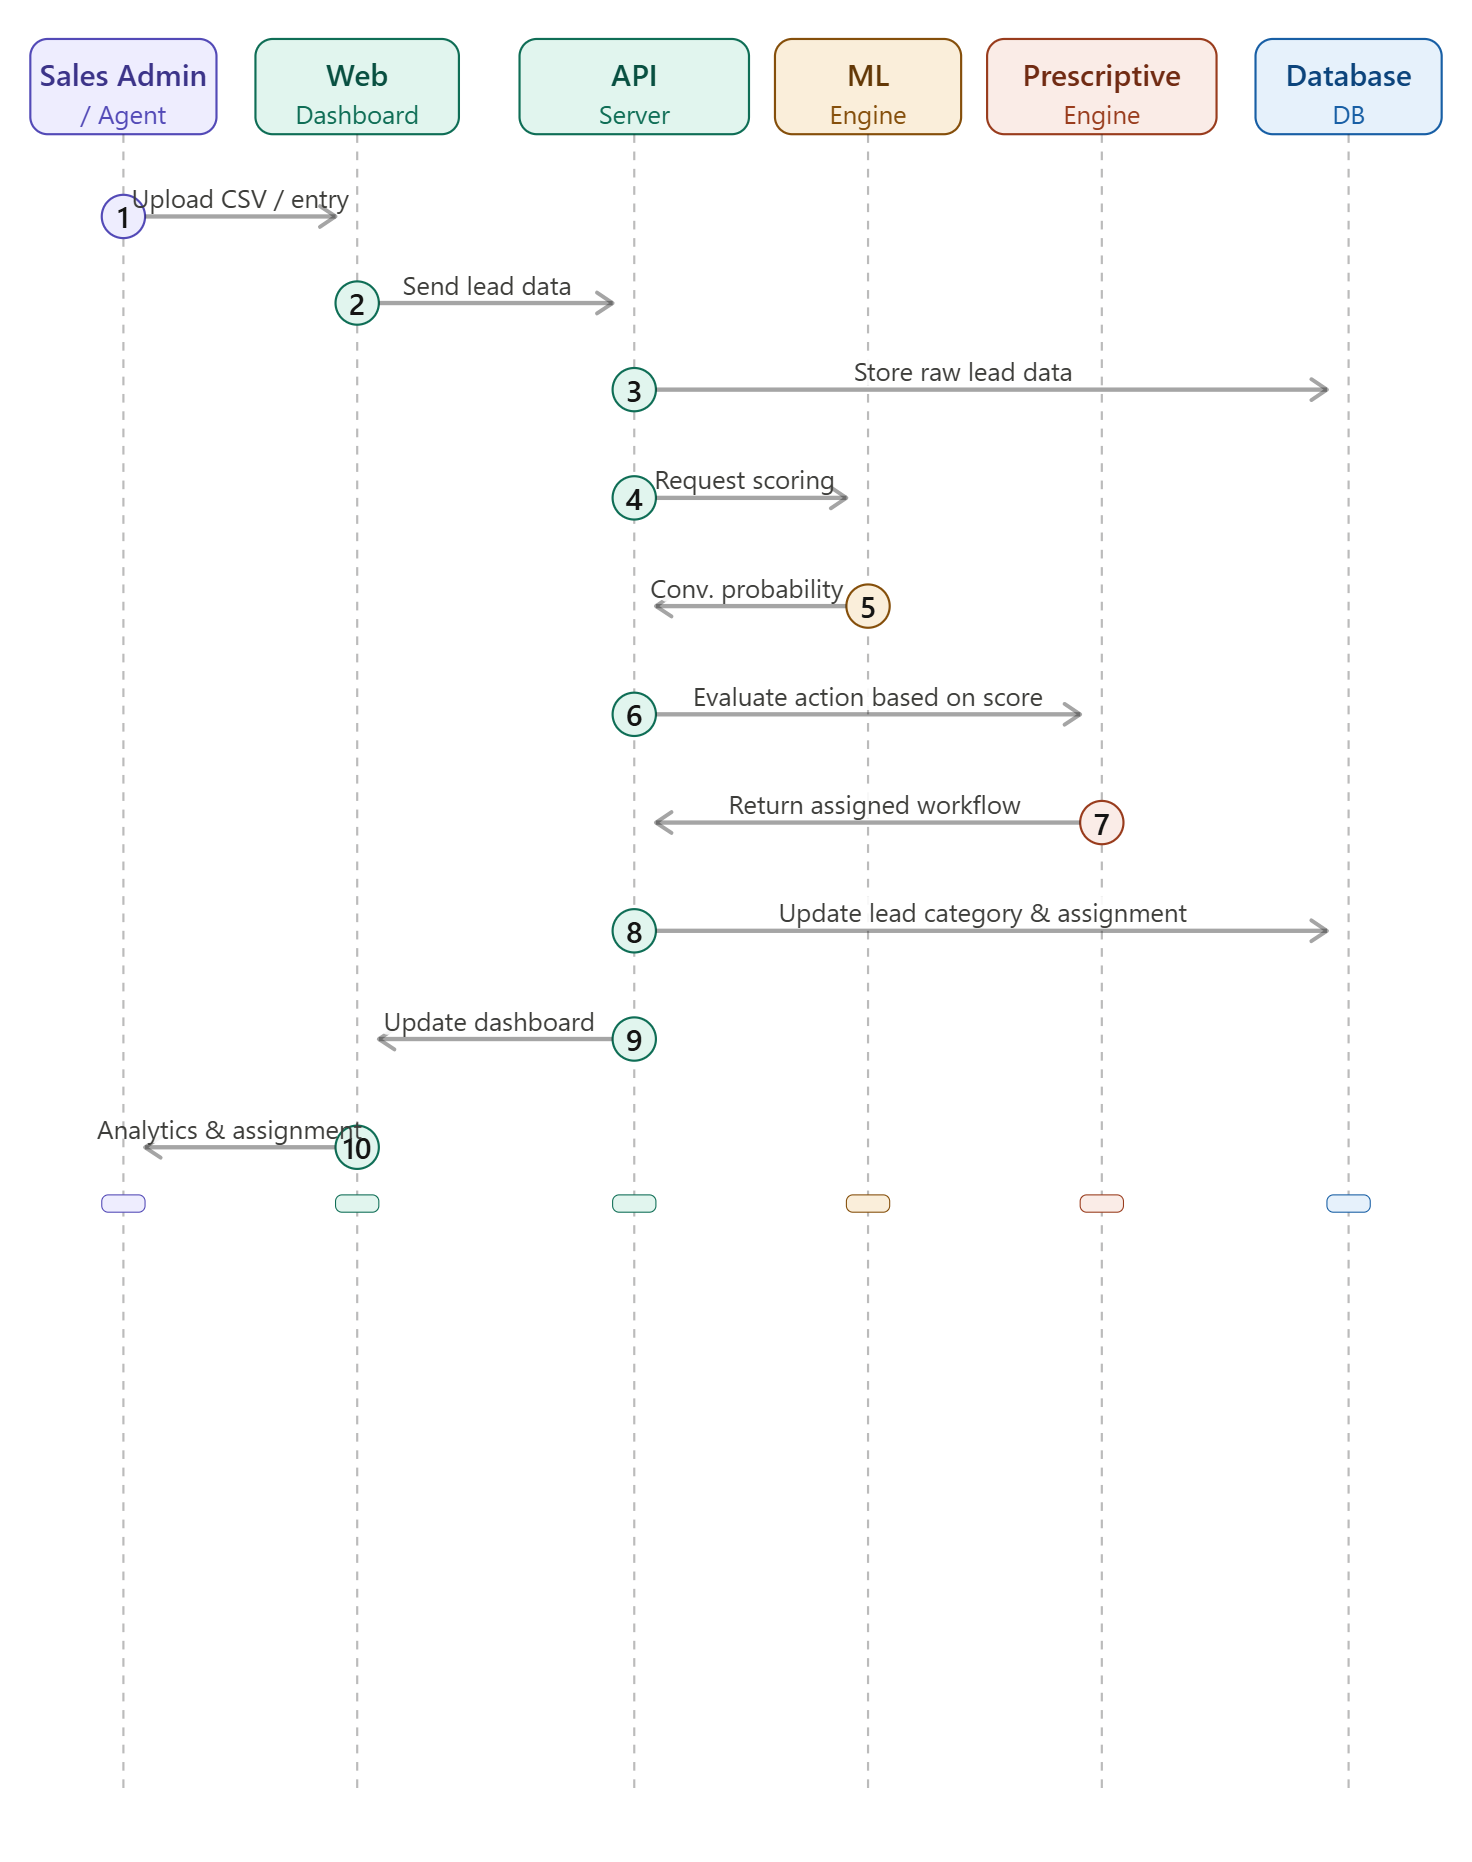 Sales Admin
/ Agent
Web
Dashboard
API
Server
ML
Engine
Prescriptive
Engine
Database
DB
Upload CSV / entry
1
Send lead data
2
Store raw lead data
3
Request scoring
4
Conv. probability
5
Evaluate action based on score
6
Return assigned workflow
7
Update lead category & assignment
8
Update dashboard
9
Analytics & assignment
10